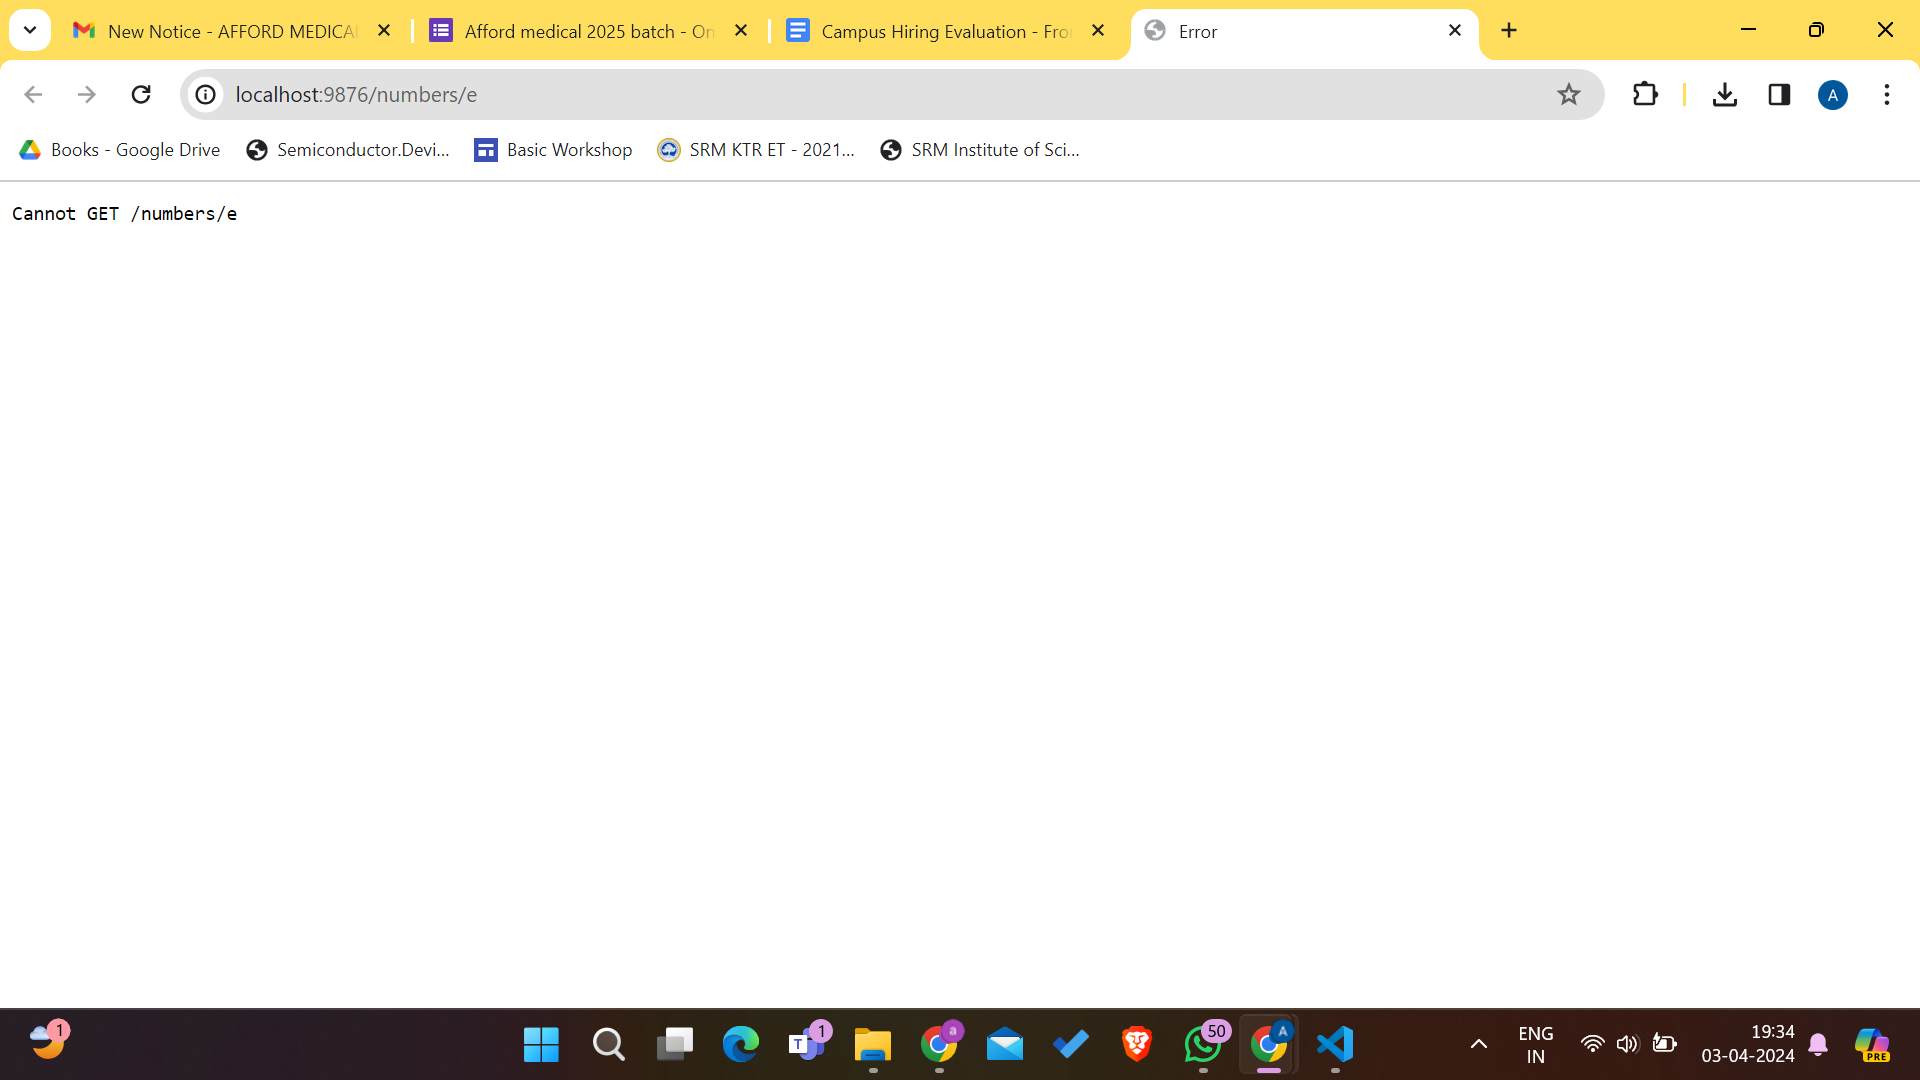 New Notice - AFFORD MEDICAL
Afford medical 2025 batch - On
Campus Hiring Evaluation - Fro
Error
localhost:9876/numbers/e
A
Books - Google Drive
Semiconductor.Devi...
Basic Workshop
SRM KTR ET - 2021...
SRM Institute of Sci...
Cannot GET /numbers/e
1
T
1
a
50
A
ENG
IN
19:34
03-04-2024
PRE